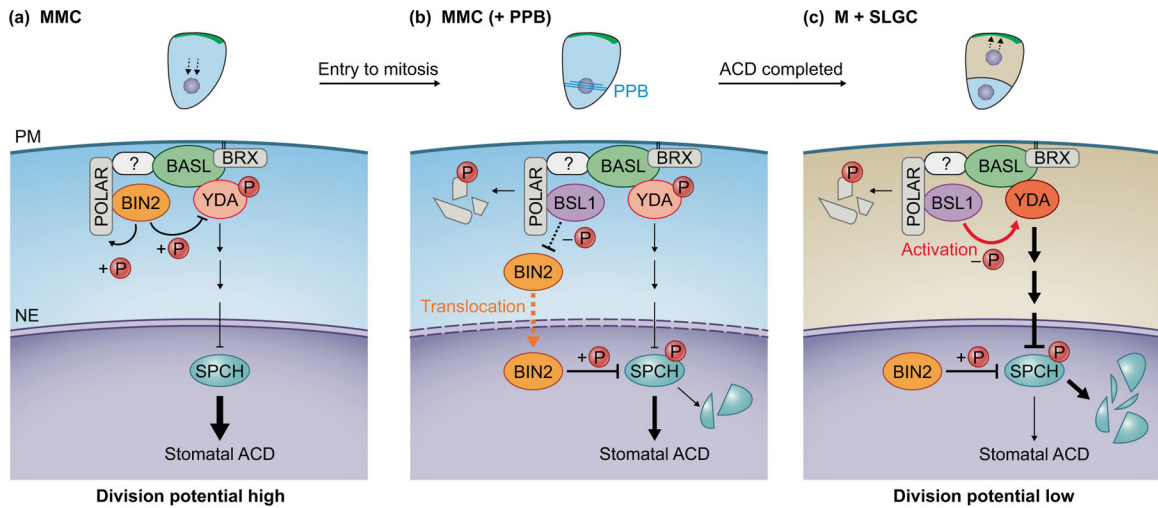 (a) MMC
(b) MMC (+ PPB)
(c) M + SLGC
Entry to mitosis
PPB
ACD completed
PM
?
BASL
BRX
POLAR
BIN2
YDA
P
+ P
+ P
NE
SPCH
Stomatal ACD
Division potential high
P
?
BASL
BRX
POLAR
BSL1
YDA
P
– P
BIN2
Translocation
BIN2
+ P
SPCH
P
Stomatal ACD
P
?
BASL
BRX
POLAR
BSL1
YDA
Activation
– P
BIN2
+ P
SPCH
P
Stomatal ACD
Division potential low